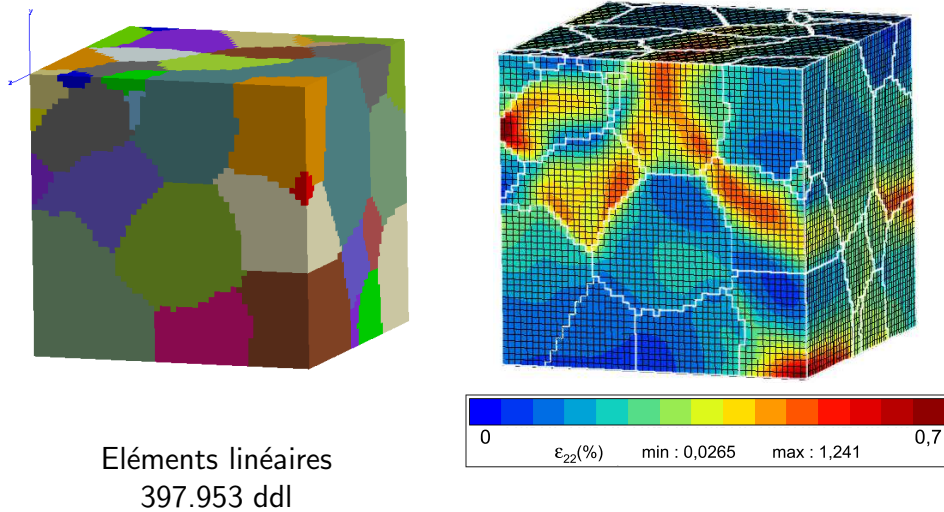 y
z
0
0,7
ε₂₂(%) min : 0,0265 max : 1,241
Eléments linéaires
397.953 ddl